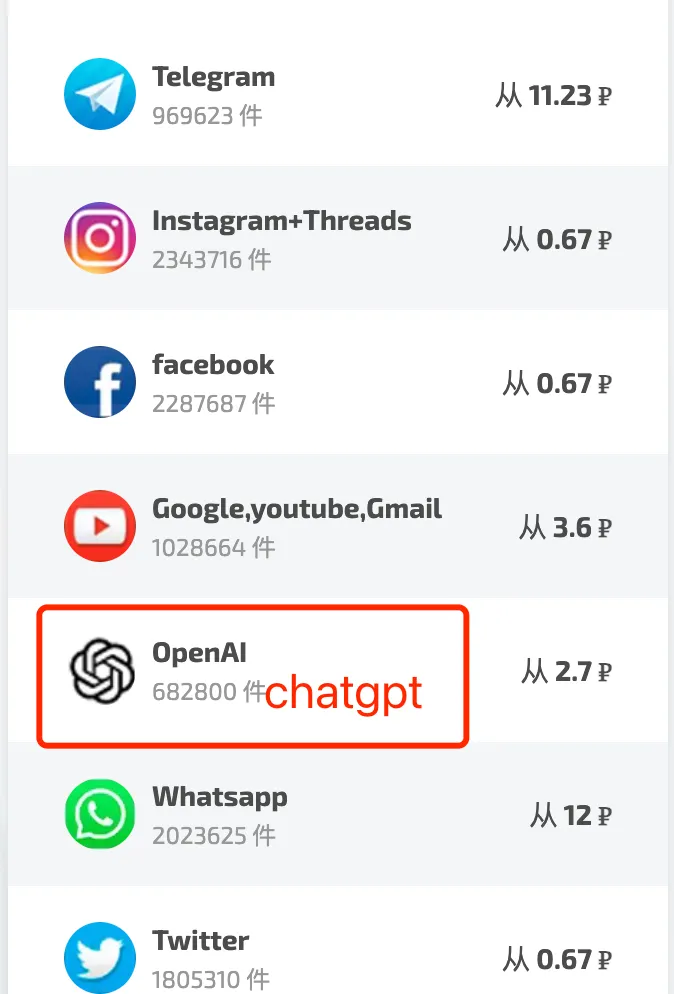 Telegram
969623 件
从 11.23 ₽
Instagram+Threads
2343716 件
从 0.67 ₽
facebook
2287687 件
从 0.67 ₽
Google,youtube,Gmail
1028664 件
从 3.6 ₽
OpenAI
682800 件
chatgpt
从 2.7 ₽
Whatsapp
2023625 件
从 12 ₽
Twitter
1805310 件
从 0.67 ₽